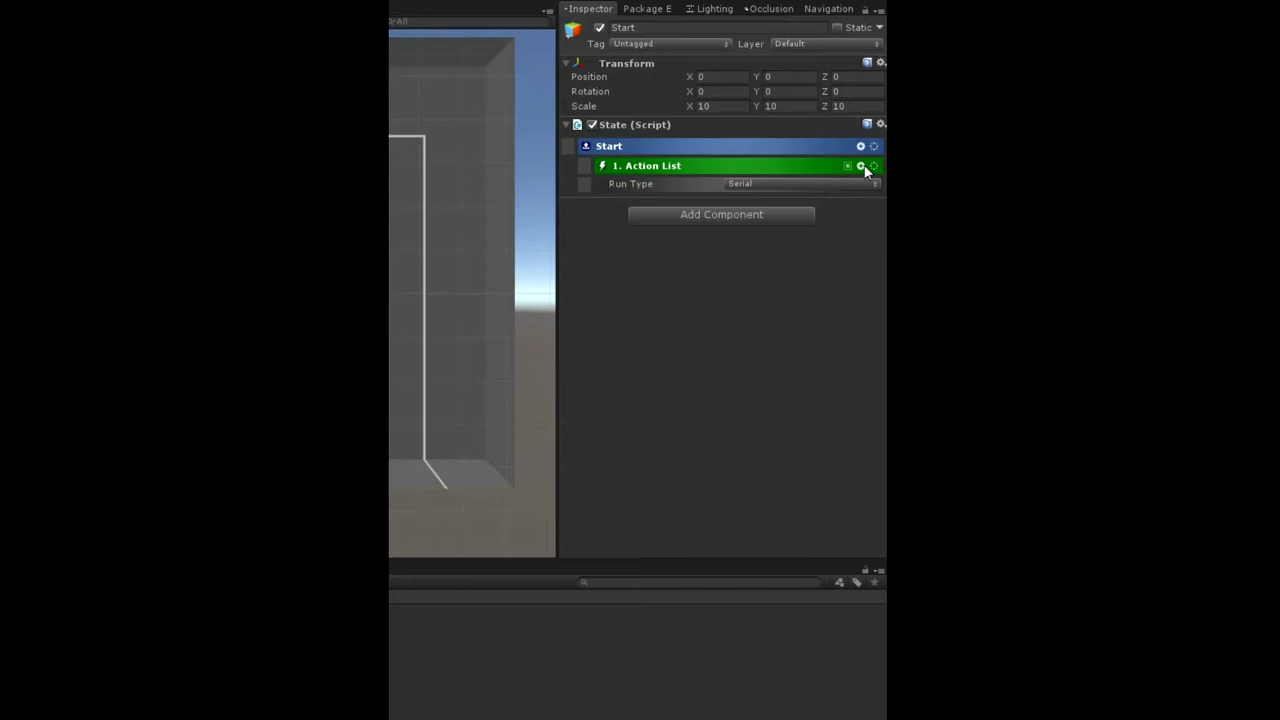 Inspector Package E Lighting Occlusion Navigation
All
Start Static
Tag Untagged Layer Default
Transform
Position X 0 Y 0 Z 0
Rotation X 0 Y 0 Z 0
Scale X 10 Y 10 Z 10
State (Script)
Start
1. Action List
Run Type Serial
Add Component